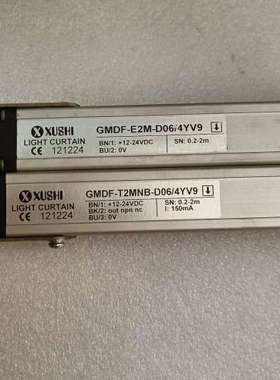 XUSHI
LIGHT CURTAIN
CE 121224
GMDF-E2M-D06/4YV9
BN/1: +12-24VDC
BU/2: 0V
SN: 0.2-2m
XUSHI
LIGHT CURTAIN
CE 121224
GMDF-T2MNB-D06/4YV9
BN/1: +12-24VDC
BK/2: out npn nc
BU/3: 0V
SN: 0.2-2m
I: 150mA